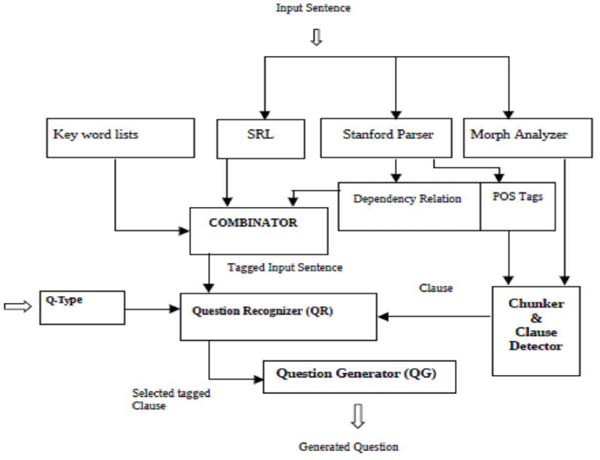 Input Sentence
Key word lists
SRL
Stanford Parser
Morph Analyzer
Dependency Relation
POS Tags
COMBINATOR
Tagged Input Sentence
Clause
Q-Type
Question Recognizer (QR)
Chunker
&
Clause
Detector
Question Generator (QG)
Selected tagged
Clause
Generated Question